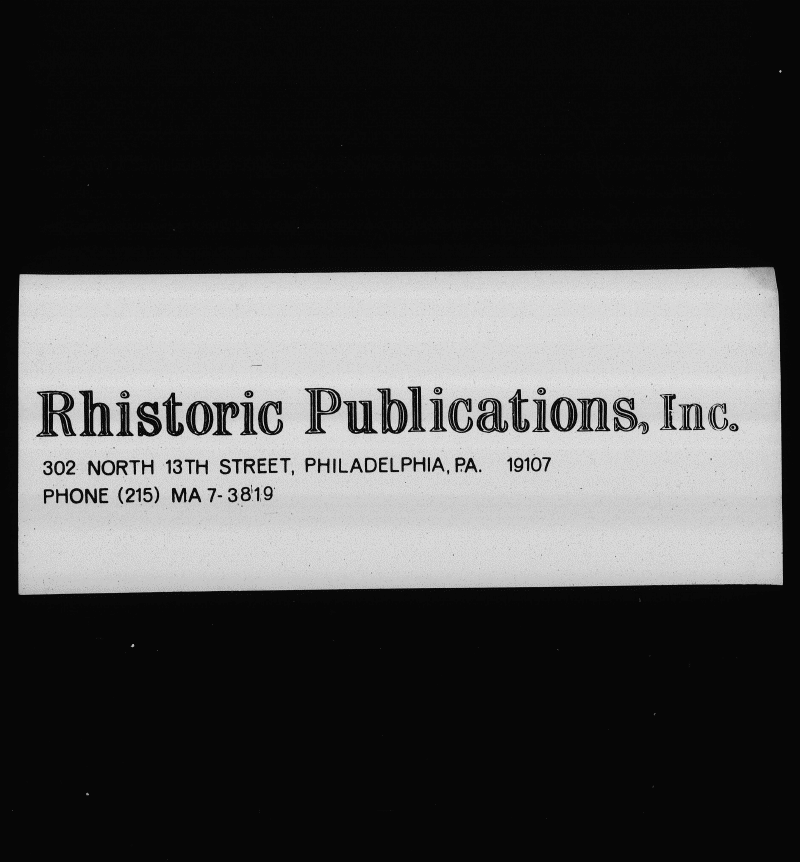 Rhistoric Publications, Inc.
302 NORTH 13TH STREET, PHILADELPHIA, PA. 19107
PHONE (215) MA 7-3819